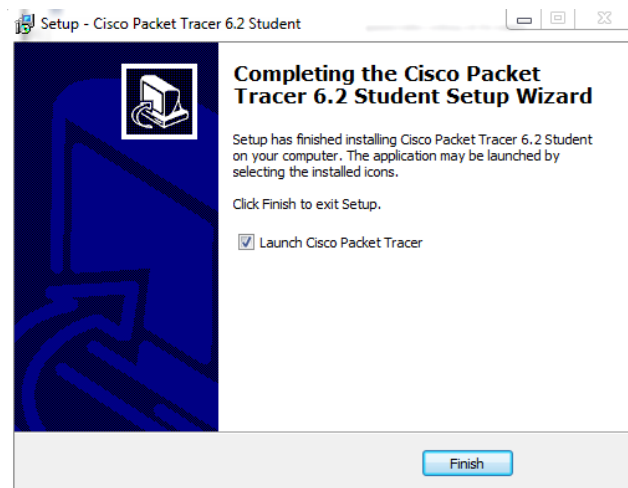 Setup - Cisco Packet Tracer 6.2 Student
Completing the Cisco Packet
Tracer 6.2 Student Setup Wizard
Setup has finished installing Cisco Packet Tracer 6.2 Student
on your computer. The application may be launched by
selecting the installed icons.
Click Finish to exit Setup.
Launch Cisco Packet Tracer
Finish